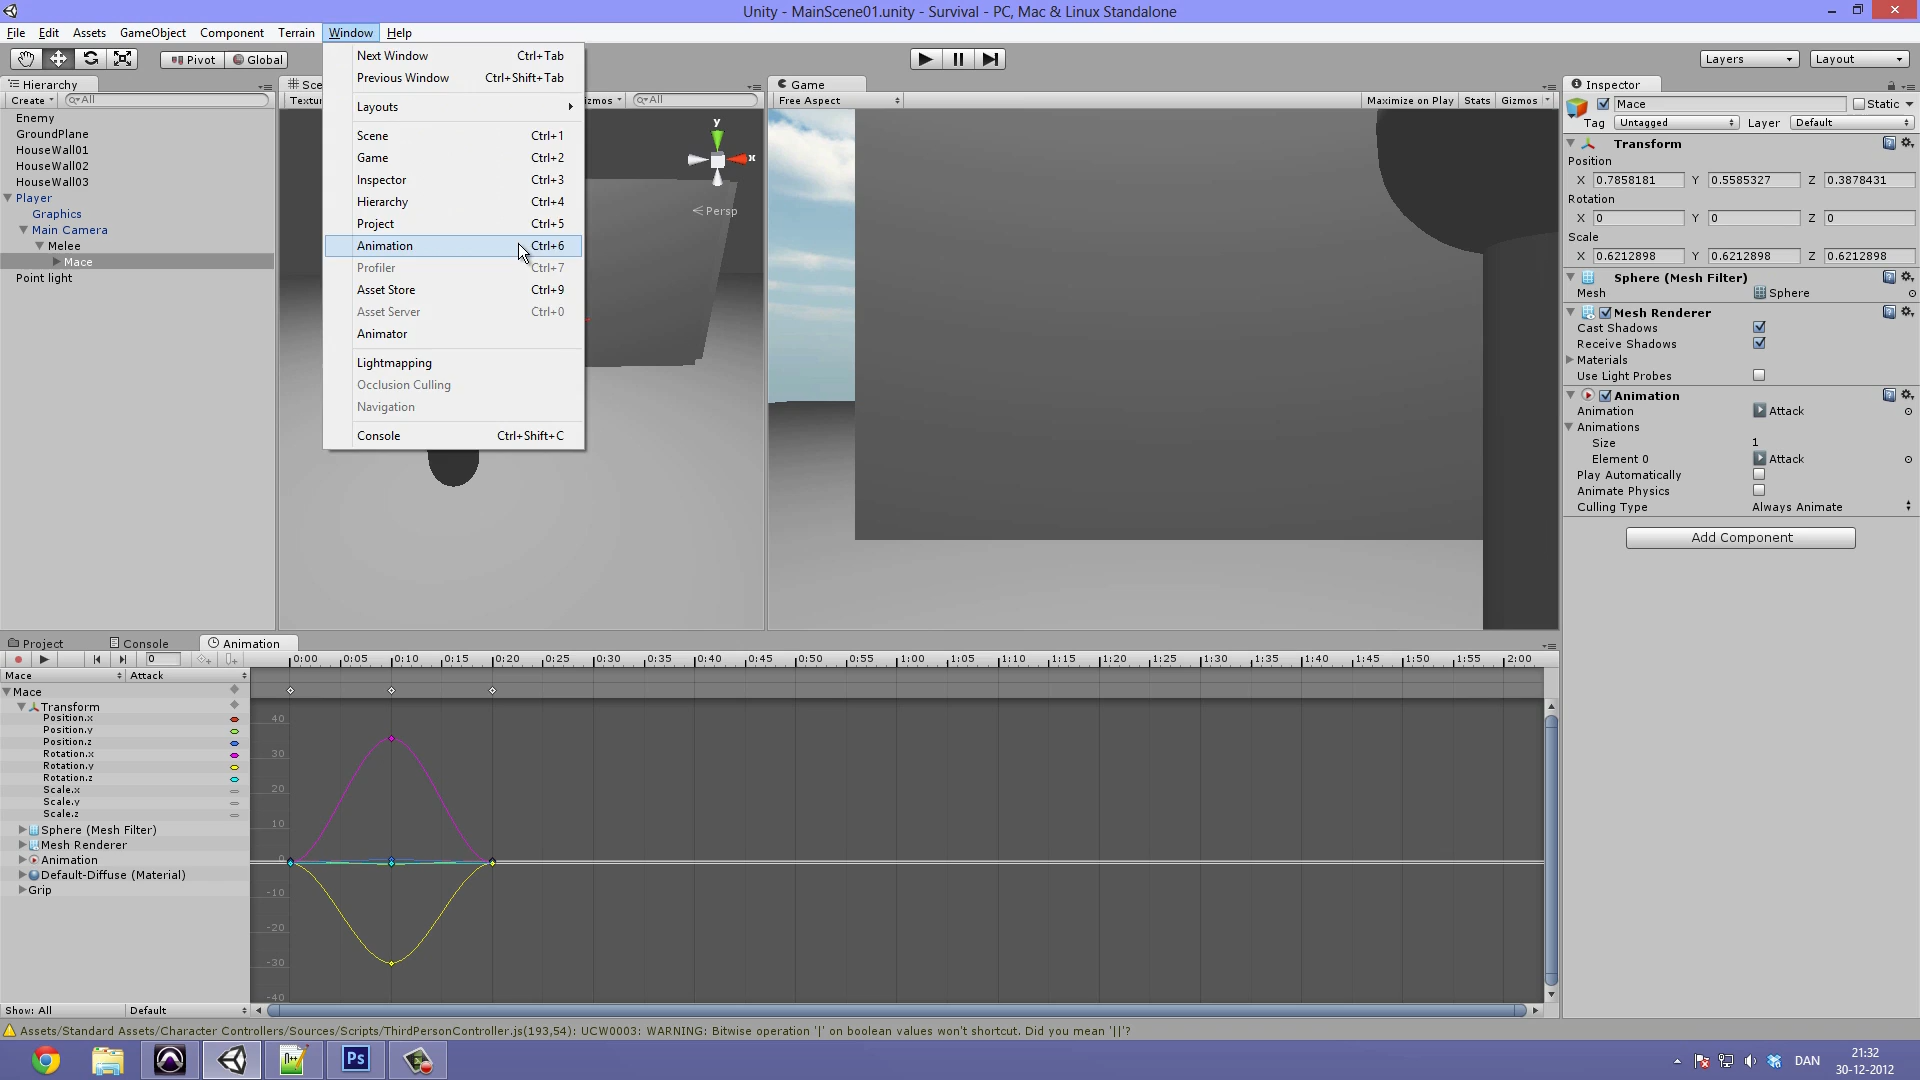 Unity - MainScene01.unity - Survival - PC, Mac & Linux Standalone
File Edit Assets GameObject Component Terrain Window Help
Pivot Global
Layers Layout
Hierarchy
Create All
Enemy
GroundPlane
HouseWall01
HouseWall02
HouseWall03
Player
Graphics
Main Camera
Melee
Mace
Point light
Next Window Ctrl+Tab
Previous Window Ctrl+Shift+Tab
Layouts
Scene Ctrl+1
Game Ctrl+2
Inspector Ctrl+3
Hierarchy Ctrl+4
Project Ctrl+5
Animation Ctrl+6
Profiler Ctrl+7
Asset Store Ctrl+9
Asset Server Ctrl+0
Animator
Lightmapping
Occlusion Culling
Navigation
Console Ctrl+Shift+C
Sce
Textur
izmos All
y
x
Persp
Game
Free Aspect Maximize on Play Stats Gizmos
Inspector
Mace Static
Tag Untagged Layer Default
Transform
Position
X 0.7858181 Y 0.5585327 Z 0.3878431
Rotation
X 0 Y 0 Z 0
Scale
X 0.6212898 Y 0.6212898 Z 0.6212898
Sphere (Mesh Filter)
Mesh Sphere
Mesh Renderer
Cast Shadows
Receive Shadows
Materials
Use Light Probes
Animation
Animation Attack
Animations
Size 1
Element 0 Attack
Play Automatically
Animate Physics
Culling Type Always Animate
Add Component
Project Console Animation
0 0:00 0:05 0:10 0:15 0:20 0:25 0:30 0:35 0:40 0:45 0:50 0:55 1:00 1:05 1:10 1:15 1:20 1:25 1:30 1:35 1:40 1:45 1:50 1:55 2:00
Mace Attack
Mace
Transform
Position.x
Position.y
Position.z
Rotation.x
Rotation.y
Rotation.z
Scale.x
Scale.y
Scale.z
Sphere (Mesh Filter)
Mesh Renderer
Animation
Default-Diffuse (Material)
Grip
40
30
20
10
0
-10
-20
-30
-40
Show: All Default
Assets/Standard Assets/Character Controllers/Sources/Scripts/ThirdPersonController.js(193,54): UCW0003: WARNING: Bitwise operation '|' on boolean values won't shortcut. Did you mean '||'?
Ps
DAN
21:32
30-12-2012